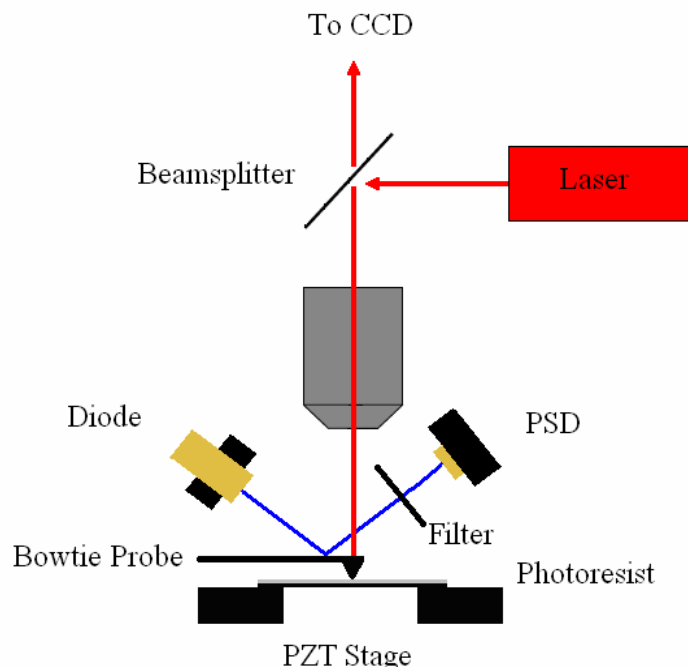 To CCD
Beamsplitter
Laser
Diode
PSD
Filter
Bowtie Probe
Photoresist
PZT Stage